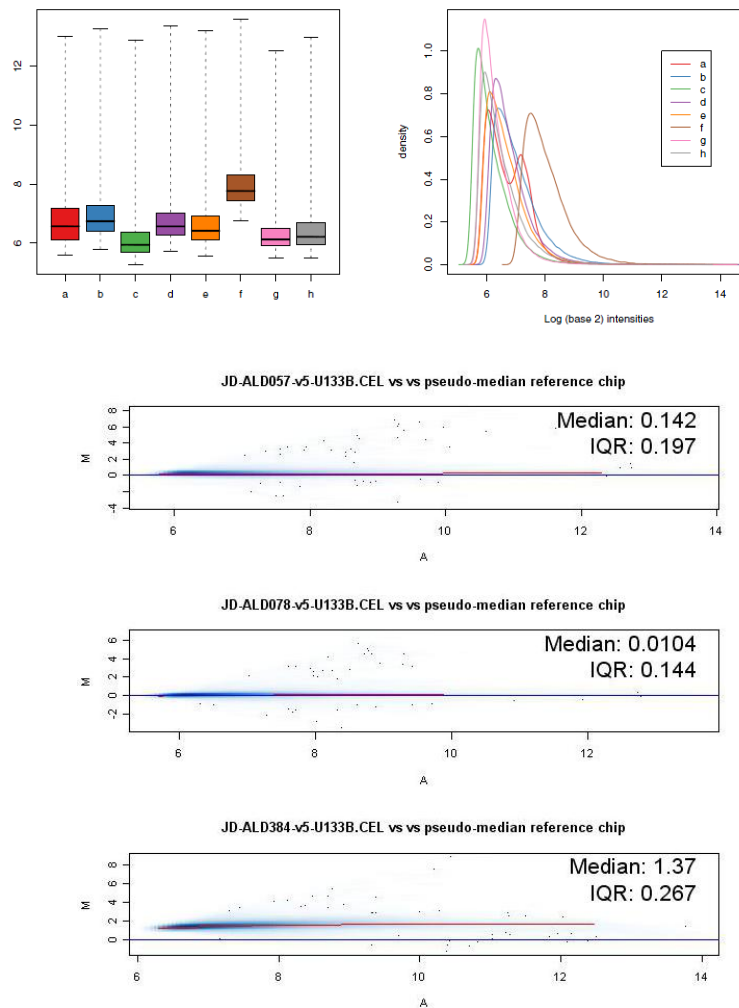 12
10
8
6
a b c d e f g h
density
1.0
0.8
0.6
0.4
0.2
0.0
a
b
c
d
e
f
g
h
6 8 10 12 14
Log (base 2) intensities
JD-ALD057-v5-U133B.CEL vs vs pseudo-median reference chip
Median: 0.142
IQR: 0.197
M
8
6
4
2
0
-4
6 8 10 12 14
A
JD-ALD078-v5-U133B.CEL vs vs pseudo-median reference chip
Median: 0.0104
IQR: 0.144
M
6
4
2
0
-2
6 8 10 12
A
JD-ALD384-v5-U133B.CEL vs vs pseudo-median reference chip
Median: 1.37
IQR: 0.267
M
8
6
4
2
0
6 8 10 12 14
A